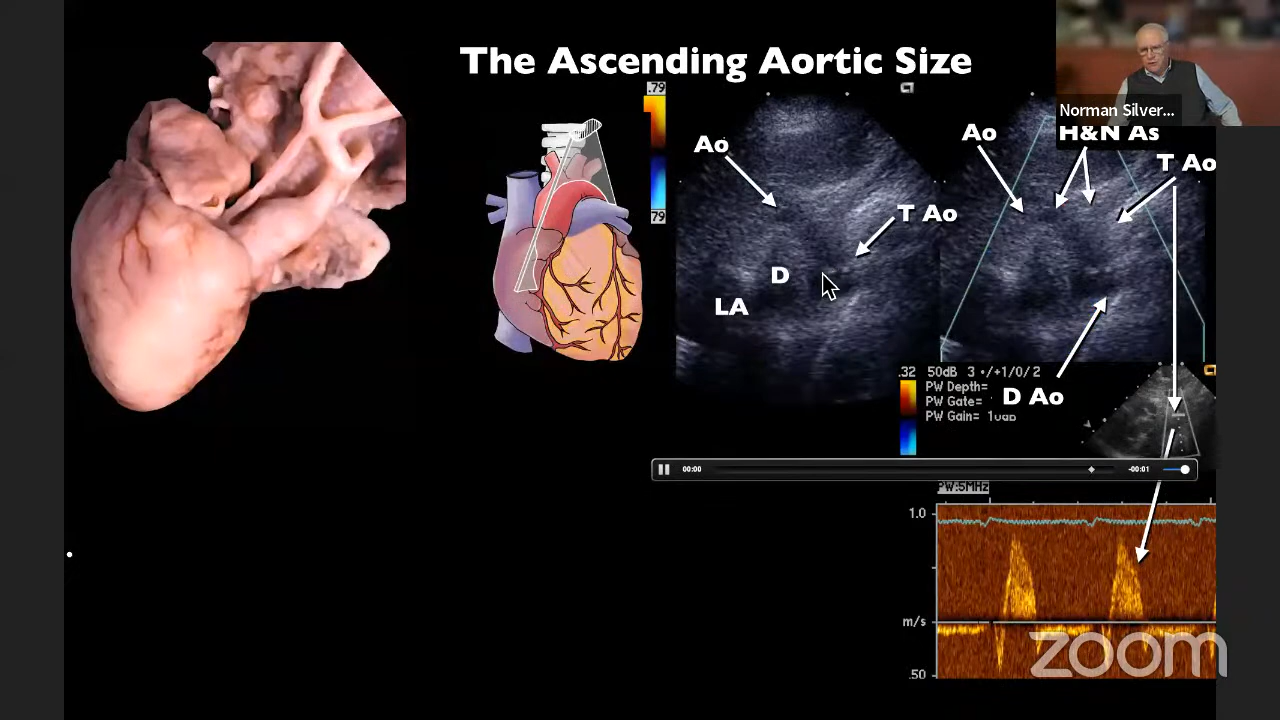 The Ascending Aortic Size
Norman Silver...
.79
79
Ao
T Ao
D
LA
Ao
H&N As
T Ao
D Ao
.32 50dB 3 ·/+1/0/2
PW Depth=
PW Gate=
PW Gain=
00:00
-00:01
PW:5MHz
1.0
m/s
.50
zoom